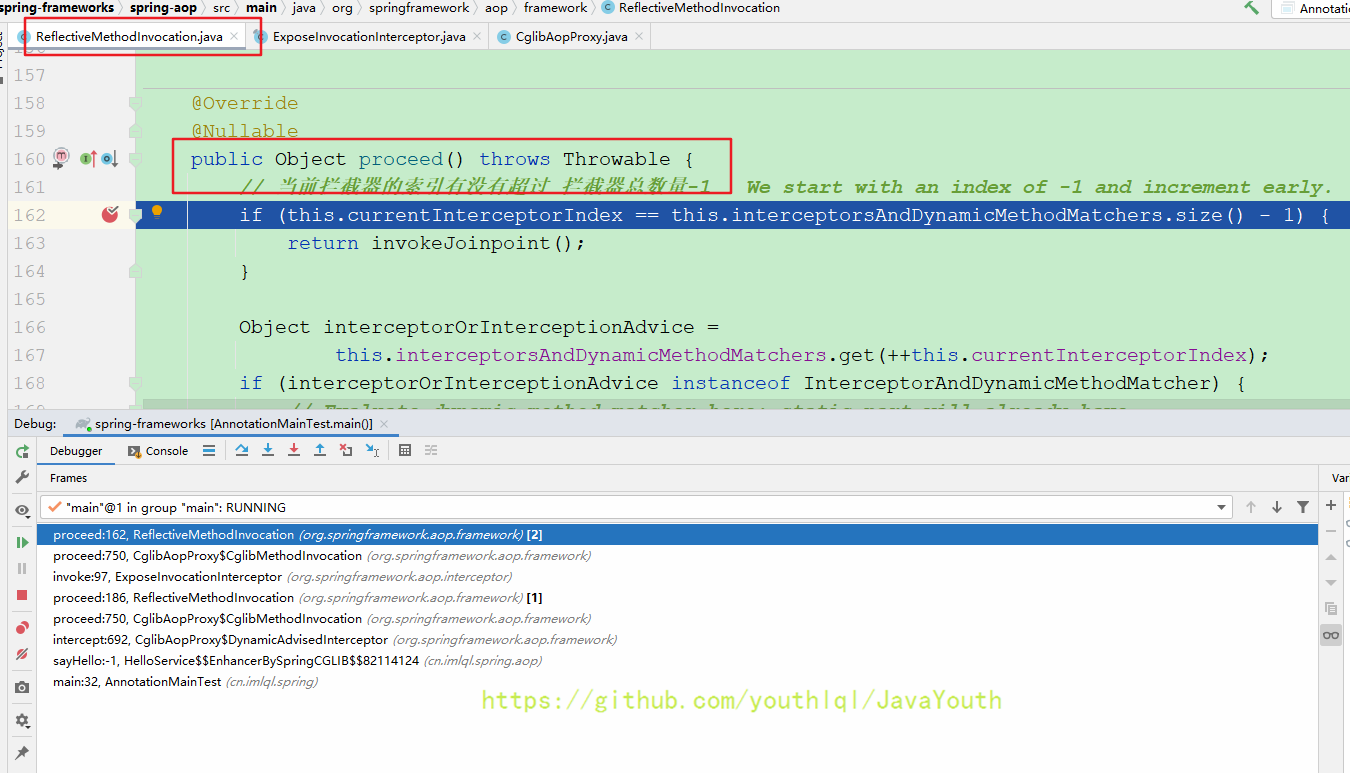 spring-frameworks > spring-aop > src > main > java > org > springframework > aop > framework > ReflectiveMethodInvocation
Annotati
ReflectiveMethodInvocation.java × ExposeInvocationInterceptor.java × CglibAopProxy.java ×
157
158 @Override
159 @Nullable
160 public Object proceed() throws Throwable {
161 // 当前拦截器的索引有没有超过 拦截器总数量-1 We start with an index of -1 and increment early.
162 if (this.currentInterceptorIndex == this.interceptorsAndDynamicMethodMatchers.size() - 1) {
163 return invokeJoinpoint();
164 }
165
166 Object interceptorOrInterceptionAdvice =
167 this.interceptorsAndDynamicMethodMatchers.get(++this.currentInterceptorIndex);
168 if (interceptorOrInterceptionAdvice instanceof InterceptorAndDynamicMethodMatcher) {
Debug: spring-frameworks [AnnotationMainTest.main()] ×
Debugger Console
Frames
Var
"main"@1 in group "main": RUNNING
proceed:162, ReflectiveMethodInvocation (org.springframework.aop.framework) [2]
proceed:750, CglibAopProxy$CglibMethodInvocation (org.springframework.aop.framework)
invoke:97, ExposeInvocationInterceptor (org.springframework.aop.interceptor)
proceed:186, ReflectiveMethodInvocation (org.springframework.aop.framework) [1]
proceed:750, CglibAopProxy$CglibMethodInvocation (org.springframework.aop.framework)
intercept:692, CglibAopProxy$DynamicAdvisedInterceptor (org.springframework.aop.framework)
sayHello:-1, HelloService$$EnhancerBySpringCGLIB$$82114124 (cn.imlql.spring.aop)
main:32, AnnotationMainTest (cn.imlql.spring)
https://github.com/youthlql/JavaYouth